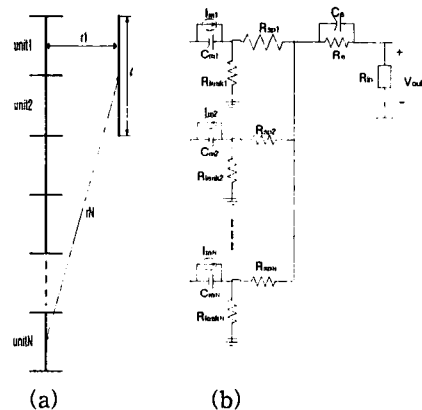 unit1
r1
ℓ
unit2
rN
unitN
(a)
Im1
Cm1
Rsp1
Rleak1
Ce
Re
Rin
+
Vout
-
Im2
Cm2
Rsp2
Rleak2
ImN
CmN
RspN
RleakN
(b)